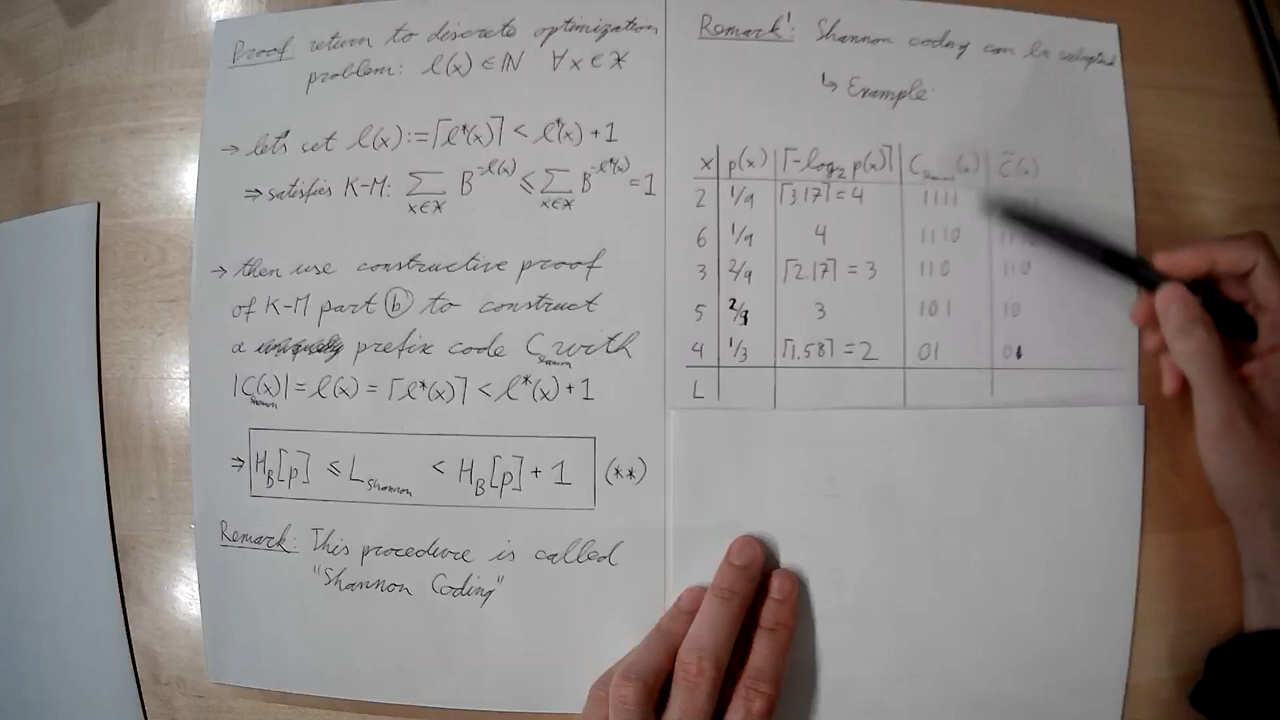 Proof: return to discrete optimization
problem: ℓ(x) ∈ ℕ ∀x ∈ 𝒳
→ let's set ℓ(x) := ⌈ℓ*(x)⌉ < ℓ*(x) + 1
⇒ satisfies K-M: ∑_{x∈𝒳} B^{-ℓ(x)} ≤ ∑_{x∈𝒳} B^{-ℓ*(x)} = 1
→ then use constructive proof
of K-M part ⓑ to construct
a prefix code C_Shannon with
|C_Shannon(x)| = ℓ(x) = ⌈ℓ*(x)⌉ < ℓ*(x) + 1
⇒ H_B[p] ≤ L_Shannon < H_B[p] + 1 (**)
Remark: This procedure is called
"Shannon Coding"
Remark': Shannon coding can be suboptimal
↳ Example
x p(x) ⌈-log₂ p(x)⌉ C_Shannon(x) C̃(x)
2 1/9 ⌈3.17⌉ = 4 1111
6 1/9 4 1110
3 2/9 ⌈2.17⌉ = 3 110 110
5 2/9 3 101 10
4 1/3 ⌈1.58⌉ = 2 01 01
L